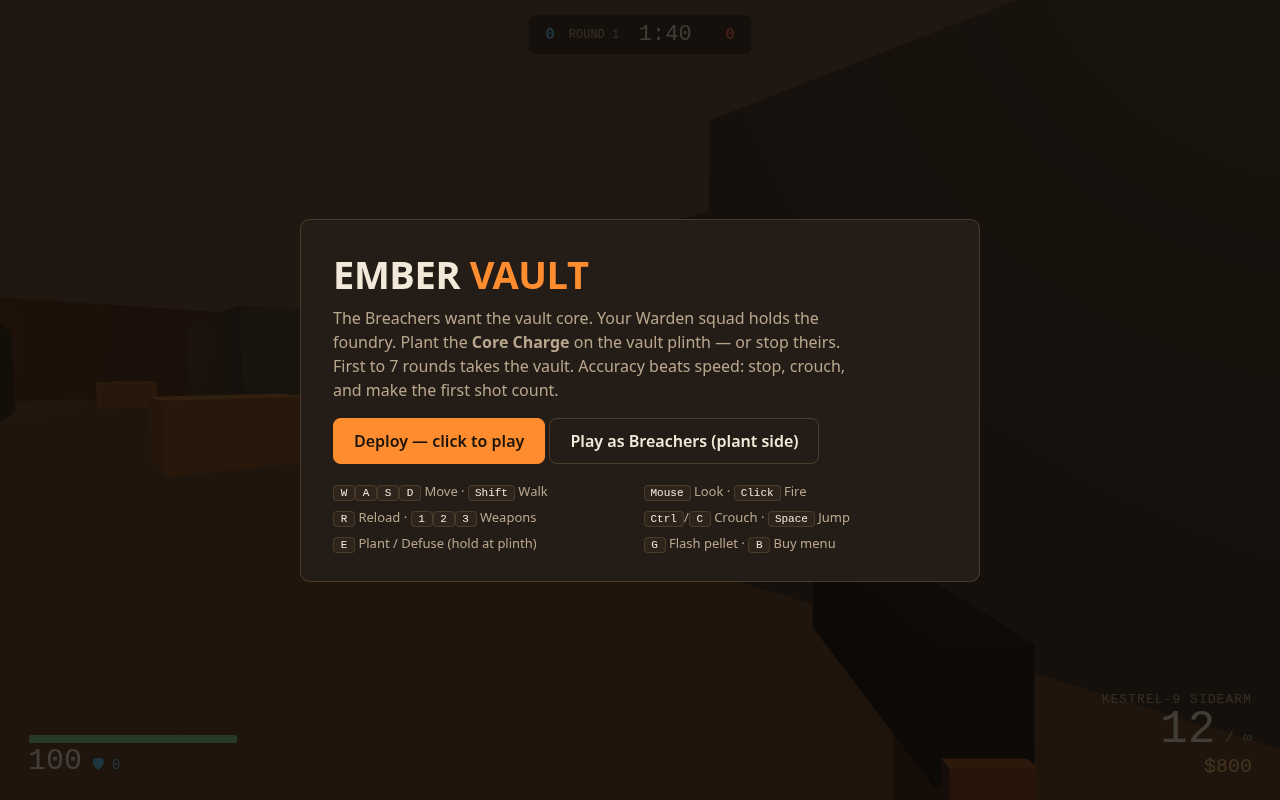 0 ROUND 1 1:40 0
EMBER VAULT
The Breachers want the vault core. Your Warden squad holds the
foundry. Plant the Core Charge on the vault plinth — or stop theirs.
First to 7 rounds takes the vault. Accuracy beats speed: stop, crouch,
and make the first shot count.
Deploy — click to play
Play as Breachers (plant side)
W A S D Move · Shift Walk
Mouse Look · Click Fire
R Reload · 1 2 3 Weapons
Ctrl/C Crouch · Space Jump
E Plant / Defuse (hold at plinth)
G Flash pellet · B Buy menu
100 0
KESTREL-9 SIDEARM
12 / ∞
$800